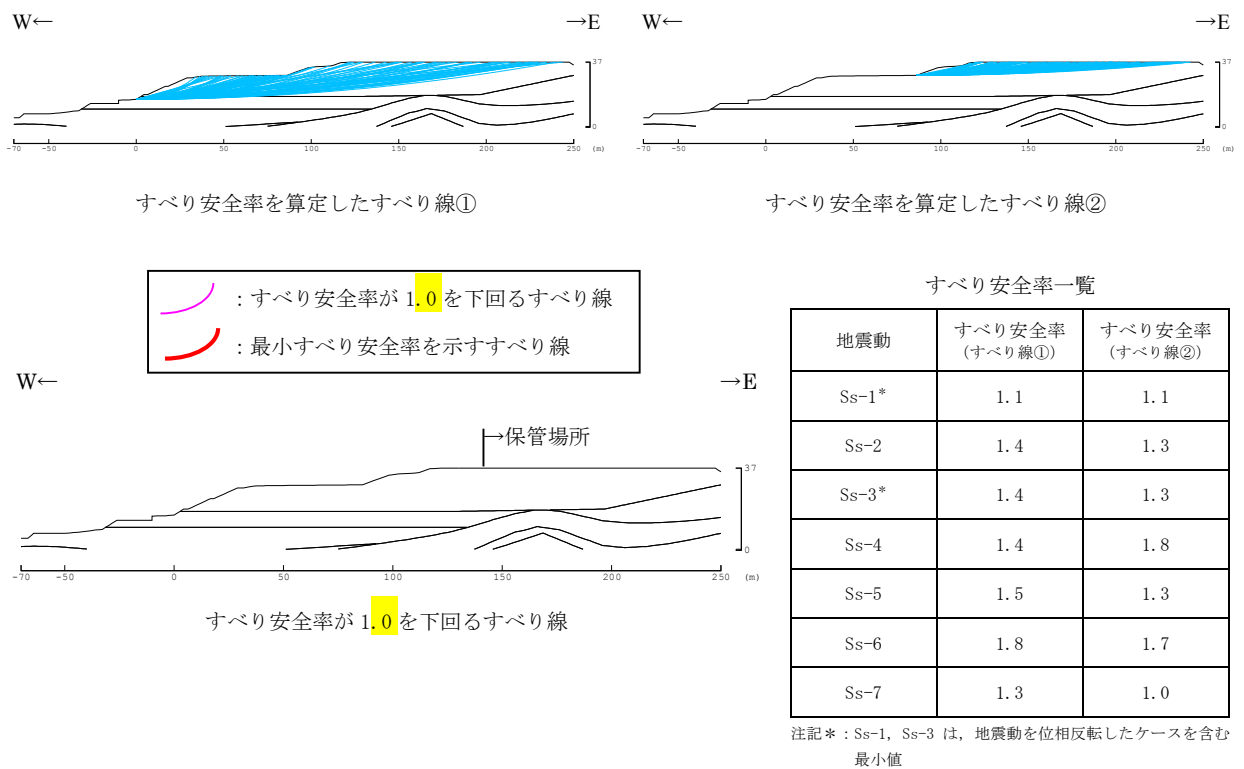 W← →E
37
0
-70 -50 0 50 100 150 200 250 (m)
すべり安全率を算定したすべり線①
W← →E
37
0
-70 -50 0 50 100 150 200 250 (m)
すべり安全率を算定したすべり線②
：すべり安全率が 1.0 を下回るすべり線
：最小すべり安全率を示すすべり線
W← →E
→保管場所
37
0
-70 -50 0 50 100 150 200 250 (m)
すべり安全率が 1.0 を下回るすべり線
すべり安全率一覧
地震動 すべり安全率 (すべり線①) すべり安全率 (すべり線②)
Ss-1* 1.1 1.1
Ss-2 1.4 1.3
Ss-3* 1.4 1.3
Ss-4 1.4 1.8
Ss-5 1.5 1.3
Ss-6 1.8 1.7
Ss-7 1.3 1.0
注記＊：Ss-1，Ss-3 は，地震動を位相反転したケースを含む
最小値